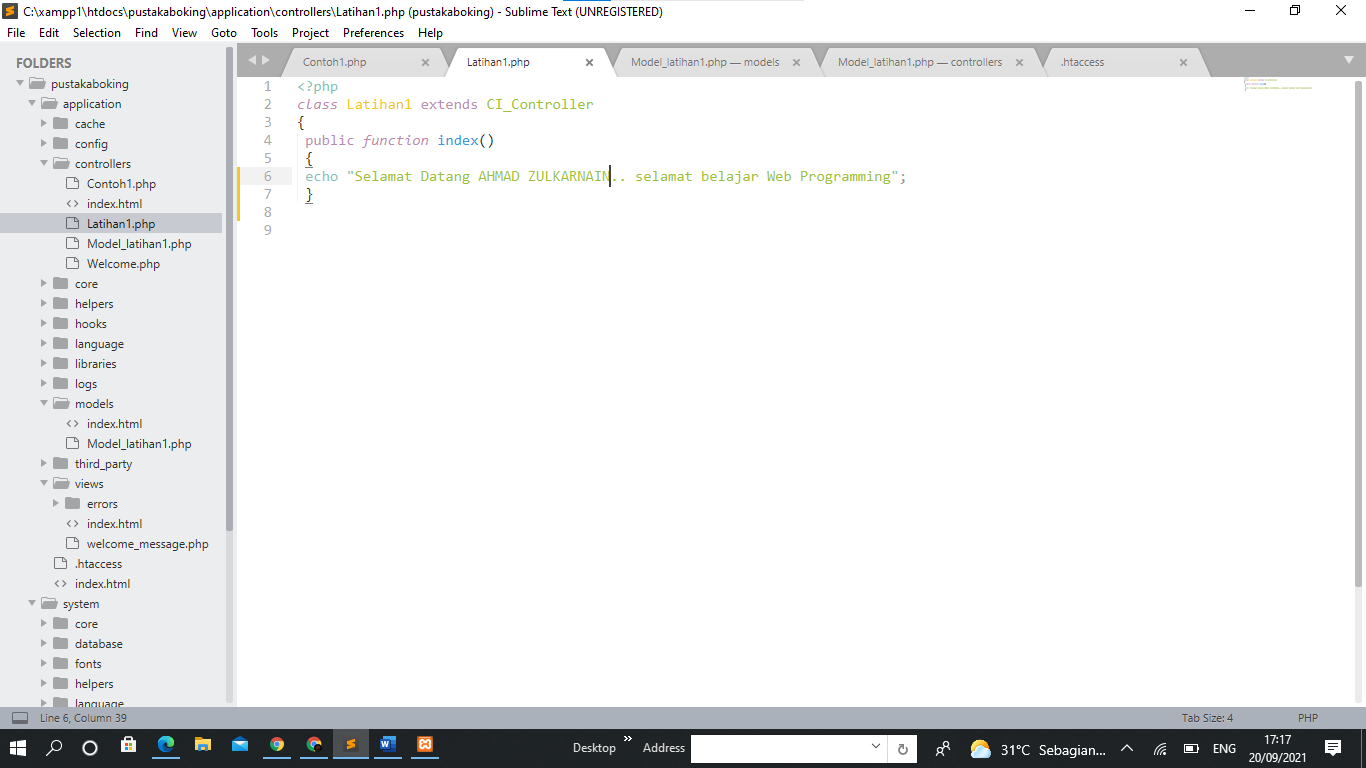 C:\xampp1\htdocs\pustakaboking\application\controllers\Latihan1.php (pustakaboking) - Sublime Text (UNREGISTERED)
File Edit Selection Find View Goto Tools Project Preferences Help
FOLDERS
pustakaboking
application
cache
config
controllers
Contoh1.php
index.html
Latihan1.php
Model_latihan1.php
Welcome.php
core
helpers
hooks
language
libraries
logs
models
index.html
Model_latihan1.php
third_party
views
errors
index.html
welcome_message.php
.htaccess
index.html
system
core
database
fonts
helpers
language
Contoh1.php Latihan1.php Model_latihan1.php — models Model_latihan1.php — controllers .htaccess
1 <?php
2 class Latihan1 extends CI_Controller
3 {
4 public function index()
5 {
6 echo "Selamat Datang AHMAD ZULKARNAIN.. selamat belajar Web Programming";
7 }
8
9
Line 6, Column 39 Tab Size: 4 PHP
Desktop » Address 31°C Sebagian... ENG 17:17
20/09/2021